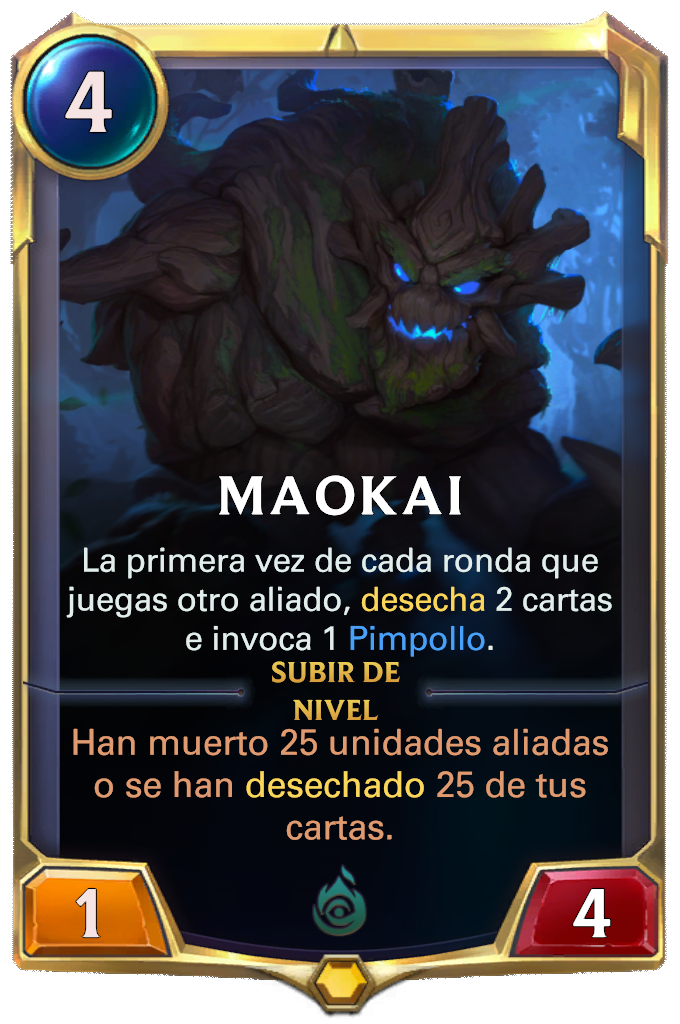 4
MAOKAI
La primera vez de cada ronda que
juegas otro aliado, desecha 2 cartas
e invoca 1 Pimpollo.
SUBIR DE
NIVEL
Han muerto 25 unidades aliadas
o se han desechado 25 de tus
cartas.
1
4